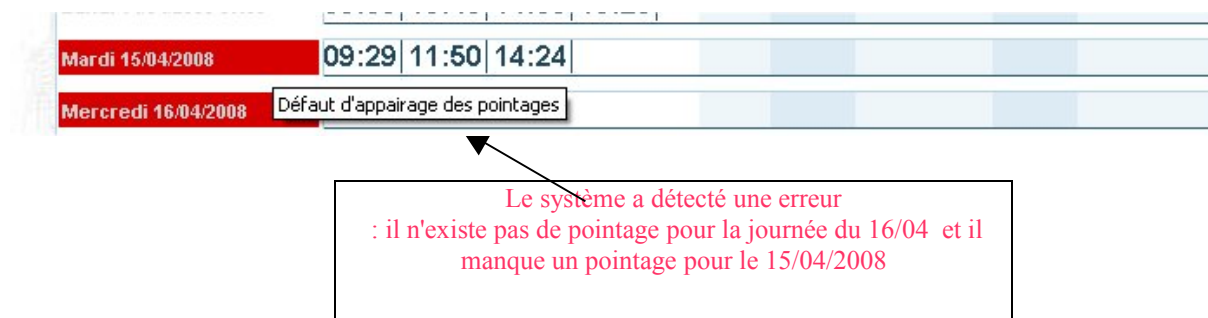 Mardi 15/04/2008 09:29 11:50 14:24
Mercredi 16/04/2008 Défaut d'appairage des pointages
Le système a détecté une erreur
: il n'existe pas de pointage pour la journée du 16/04 et il
manque un pointage pour le 15/04/2008